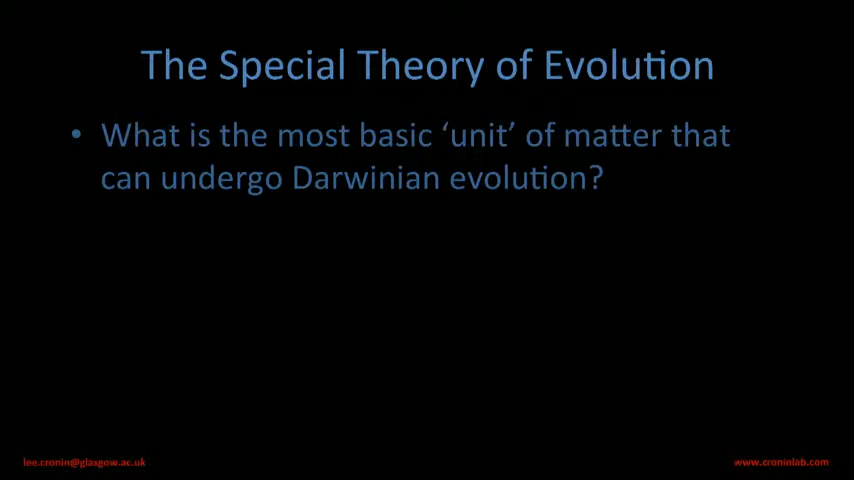 The Special Theory of Evolution
• What is the most basic ‘unit’ of matter that
can undergo Darwinian evolution?
lee.cronin@glasgow.ac.uk
www.croninlab.com